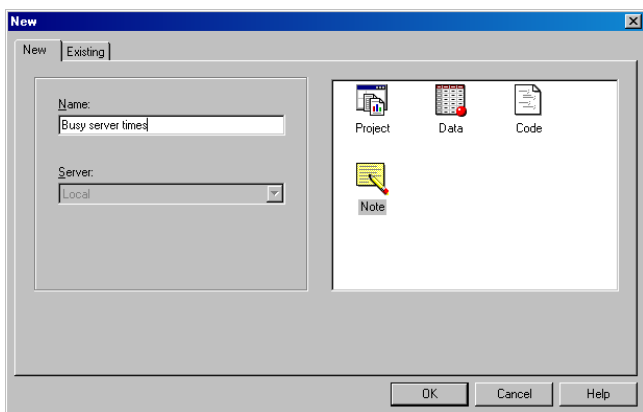 New
New Existing
Name:
Busy server times
Server:
Local
Project Data Code
Note
OK Cancel Help